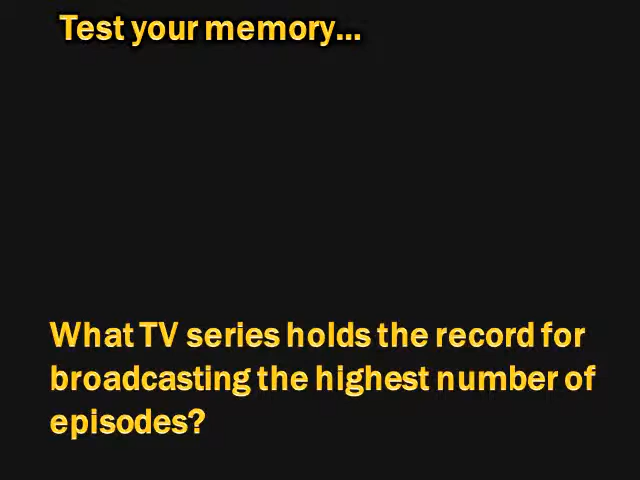 Test your memory...
What TV series holds the record for
broadcasting the highest number of
episodes?